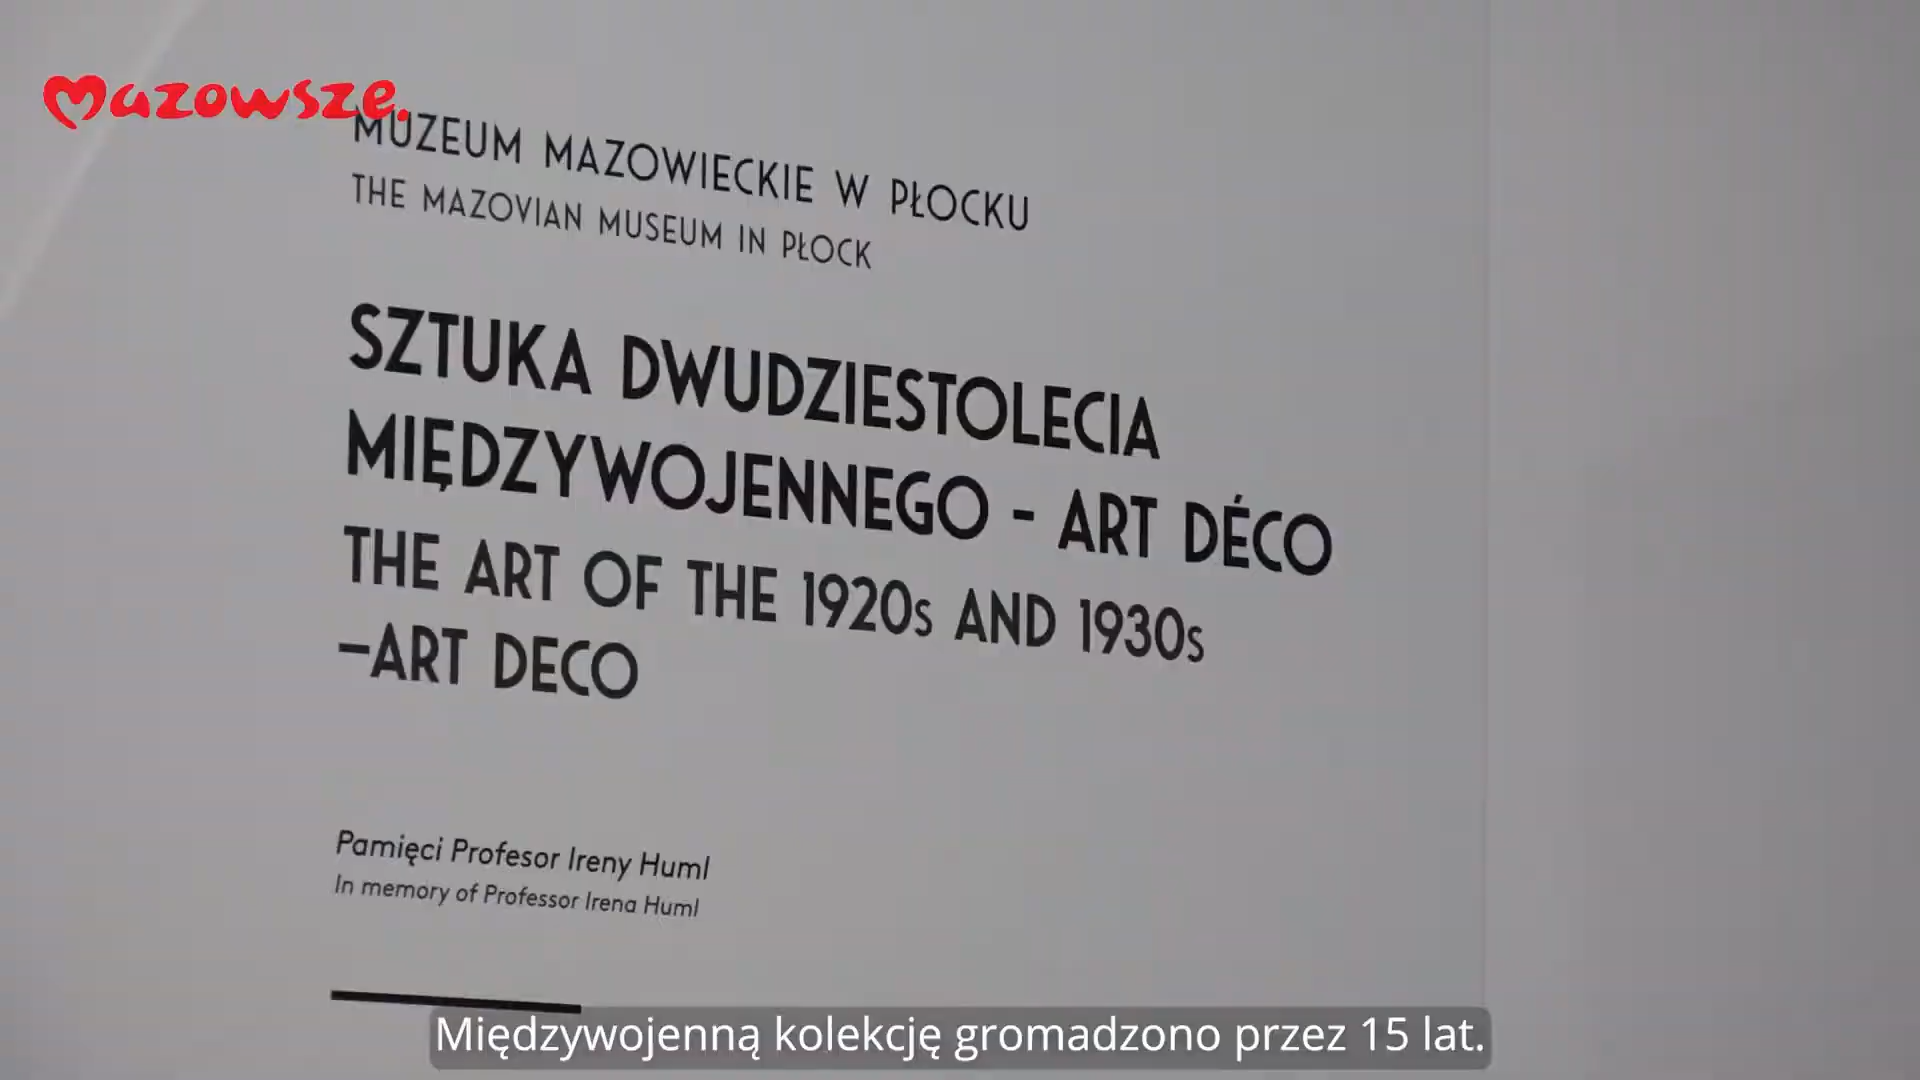 Mazowsze.
MUZEUM MAZOWIECKIE W PŁOCKU
THE MAZOVIAN MUSEUM IN PŁOCK
SZTUKA DWUDZIESTOLECIA
MIĘDZYWOJENNEGO - ART DÉCO
THE ART OF THE 1920s AND 1930s
–ART DECO
Pamięci Profesor Ireny Huml
In memory of Professor Irena Huml
Międzywojenną kolekcję gromadzono przez 15 lat.